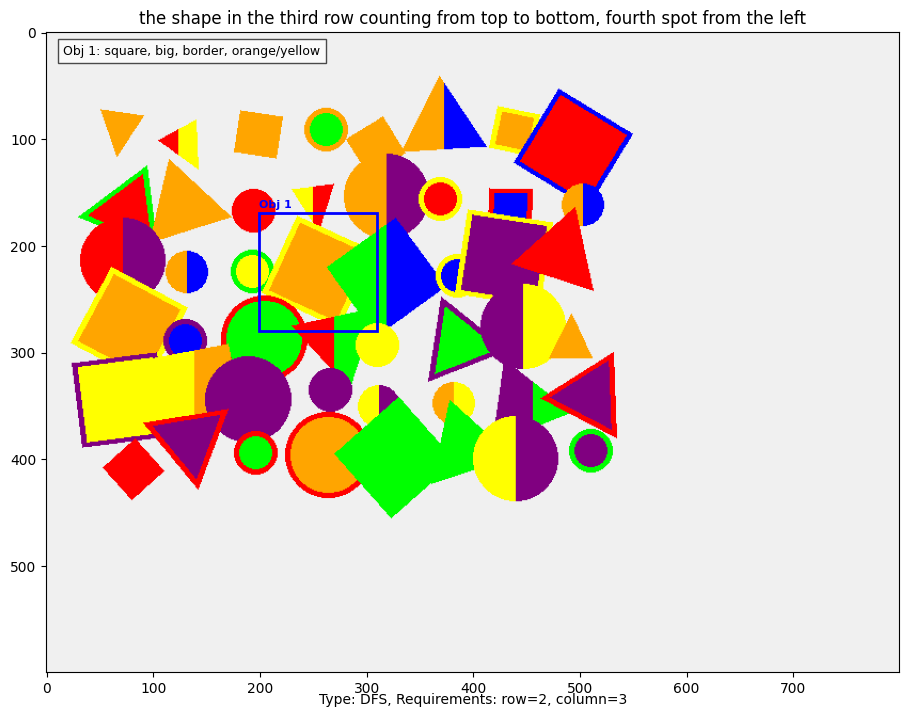 the shape in the third row counting from top to bottom, fourth spot from the left
Obj 1: square, big, border, orange/yellow
Obj 1
0
100
200
300
400
500
0 100 200 300 400 500 600 700
Type: DFS, Requirements: row=2, column=3